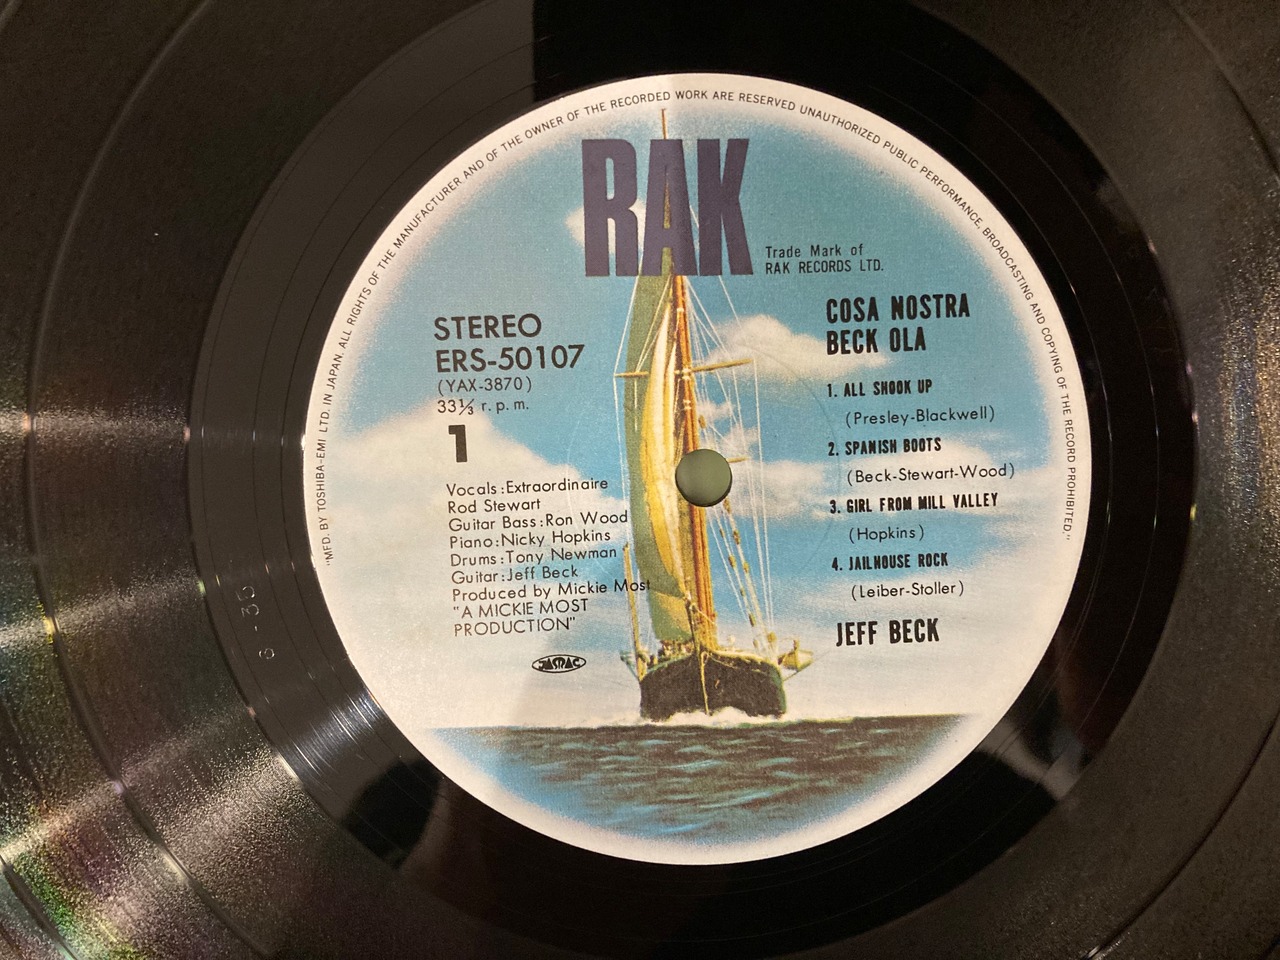 "MFD. BY TOSHIBA-EMI LTD. IN JAPAN. ALL RIGHTS OF THE MANUFACTURER AND OF THE OWNER OF THE RECORDED WORK ARE RESERVED UNAUTHORIZED PUBLIC PERFORMANCE, BROADCASTING AND COPYING OF THE RECORD PROHIBITED."
RAK
Trade Mark of
RAK RECORDS LTD.
STEREO
ERS-50107
(YAX-3870)
33⅓ r.p.m.
1
Vocals:Extraordinaire
Rod Stewart
Guitar Bass:Ron Wood
Piano:Nicky Hopkins
Drums:Tony Newman
Guitar:Jeff Beck
Produced by Mickie Most
"A MICKIE MOST
PRODUCTION"
JASRAC
COSA NOSTRA
BECK OLA
1. ALL SHOOK UP
(Presley-Blackwell)
2. SPANISH BOOTS
(Beck-Stewart-Wood)
3. GIRL FROM MILL VALLEY
(Hopkins)
4. JAILHOUSE ROCK
(Leiber-Stoller)
JEFF BECK